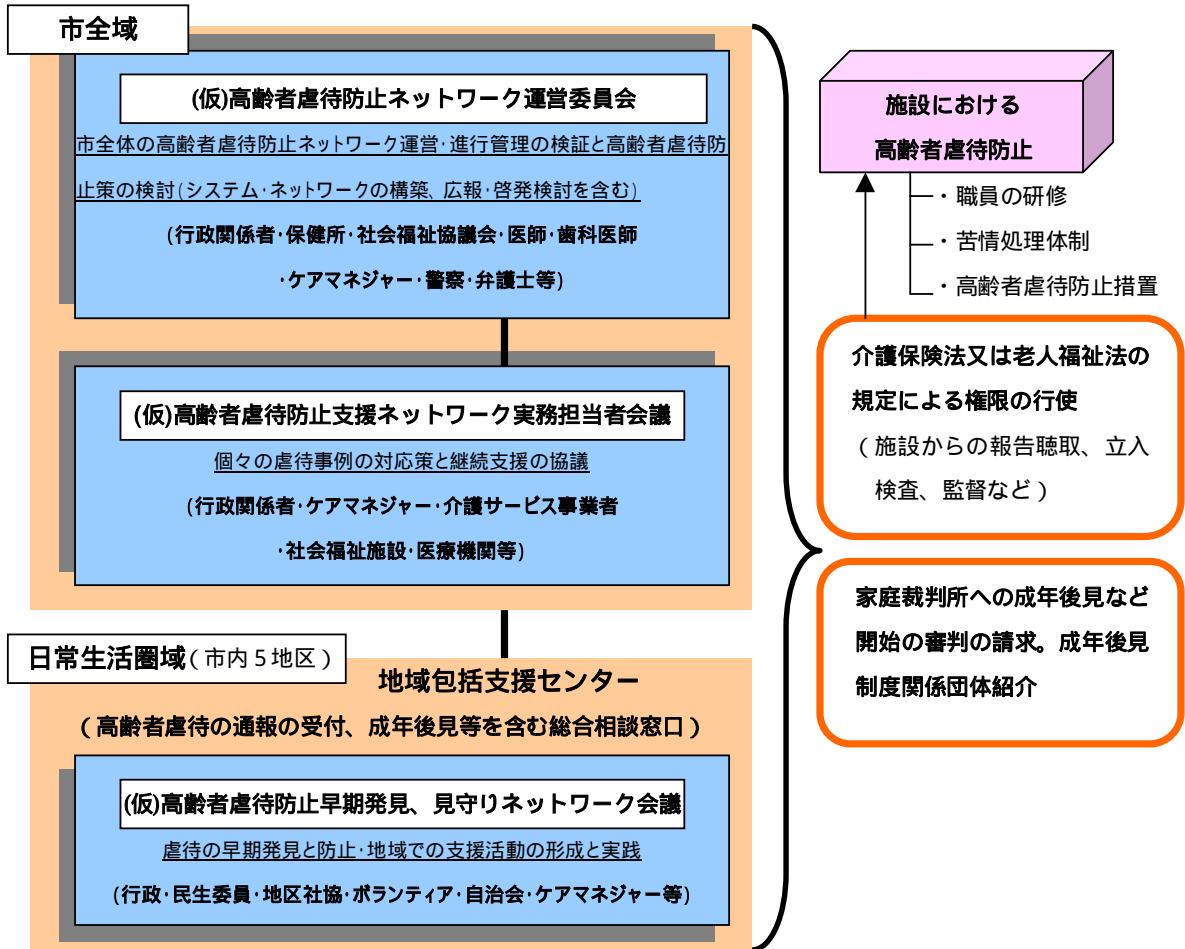 市全域
(仮)高齢者虐待防止ネットワーク運営委員会
市全体の高齢者虐待防止ネットワーク運営・進行管理の検証と高齢者虐待防
止策の検討(システム・ネットワークの構築、広報・啓発検討を含む)
(行政関係者・保健所・社会福祉協議会・医師・歯科医師
・ケアマネジャー・警察・弁護士等)
(仮)高齢者虐待防止支援ネットワーク実務担当者会議
個々の虐待事例の対応策と継続支援の協議
(行政関係者・ケアマネジャー・介護サービス事業者
・社会福祉施設・医療機関等)
日常生活圏域(市内5地区)
地域包括支援センター
(高齢者虐待の通報の受付、成年後見等を含む総合相談窓口)
(仮)高齢者虐待防止早期発見、見守りネットワーク会議
虐待の早期発見と防止・地域での支援活動の形成と実践
(行政・民生委員・地区社協・ボランティア・自治会・ケアマネジャー等)
施設における
高齢者虐待防止
・職員の研修
・苦情処理体制
・高齢者虐待防止措置
介護保険法又は老人福祉法の
規定による権限の行使
(施設からの報告聴取、立入
検査、監督など)
家庭裁判所への成年後見など
開始の審判の請求。成年後見
制度関係団体紹介